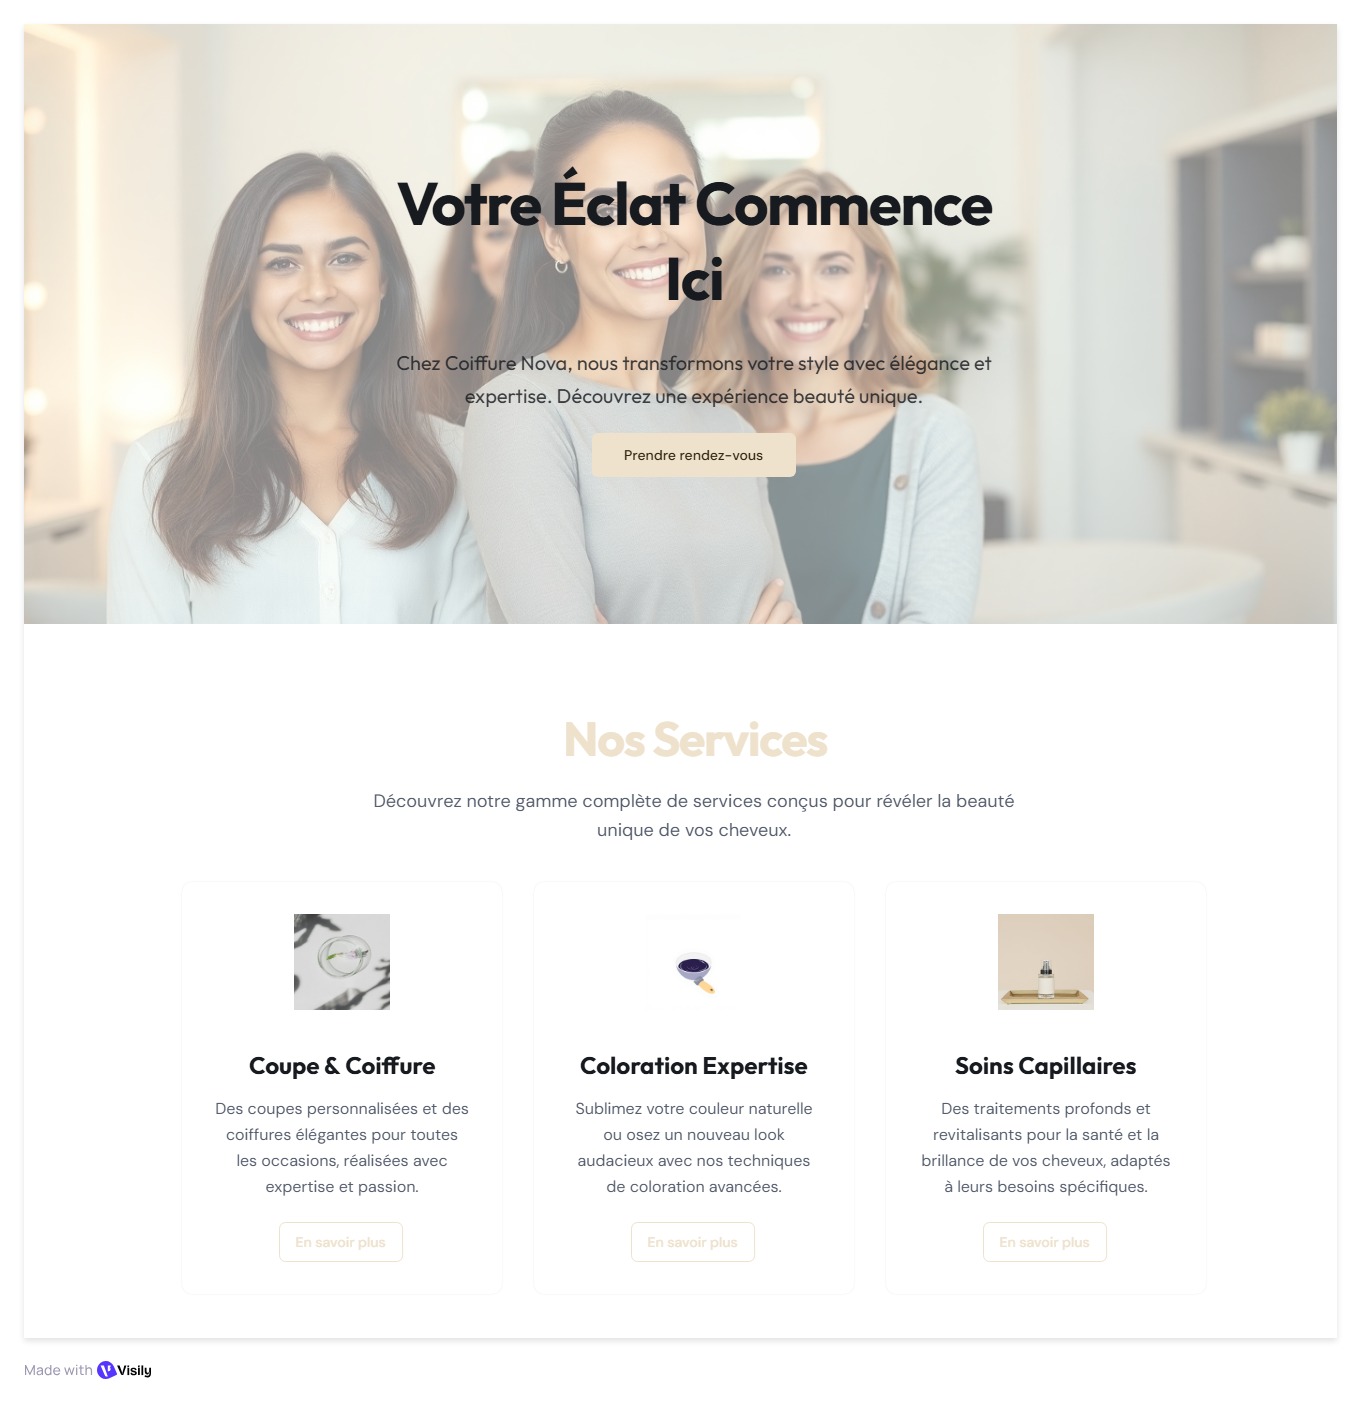 Votre Éclat Commence
Ici
Chez Coiffure Nova, nous transformons votre style avec élégance et
expertise. Découvrez une expérience beauté unique.
Prendre rendez-vous
Nos Services
Découvrez notre gamme complète de services conçus pour révéler la beauté
unique de vos cheveux.
Coupe & Coiffure
Des coupes personnalisées et des
coiffures élégantes pour toutes
les occasions, réalisées avec
expertise et passion.
En savoir plus
Coloration Expertise
Sublimez votre couleur naturelle
ou osez un nouveau look
audacieux avec nos techniques
de coloration avancées.
En savoir plus
Soins Capillaires
Des traitements profonds et
revitalisants pour la santé et la
brillance de vos cheveux, adaptés
à leurs besoins spécifiques.
En savoir plus
Made with Visily